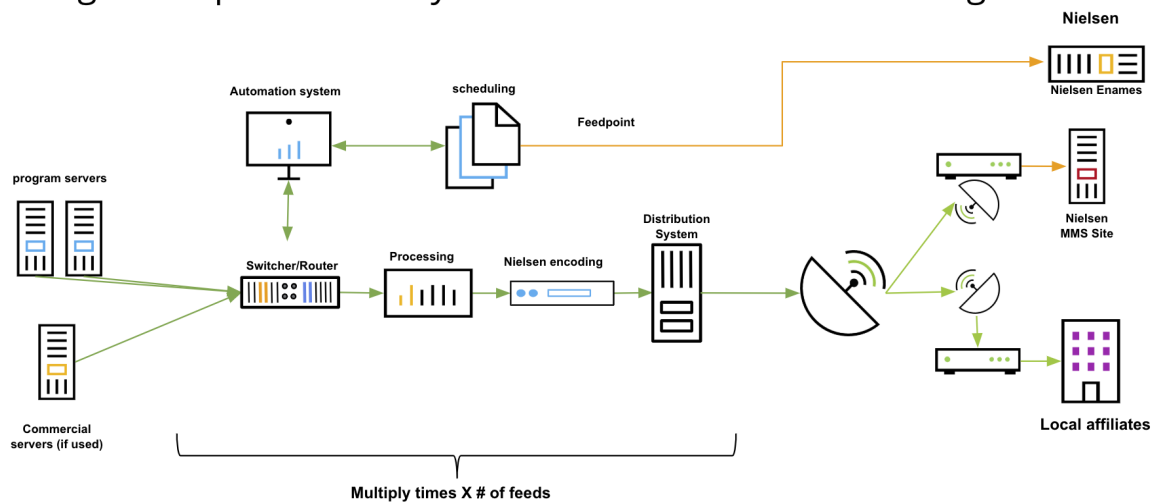 Nielsen
Nielsen Enames
Automation system
scheduling
Feedpoint
program servers
Distribution
System
Nielsen
MMS Site
Switcher/Router
Processing
Nielsen encoding
Commercial
servers (if used)
Local affiliates
Multiply times X # of feeds